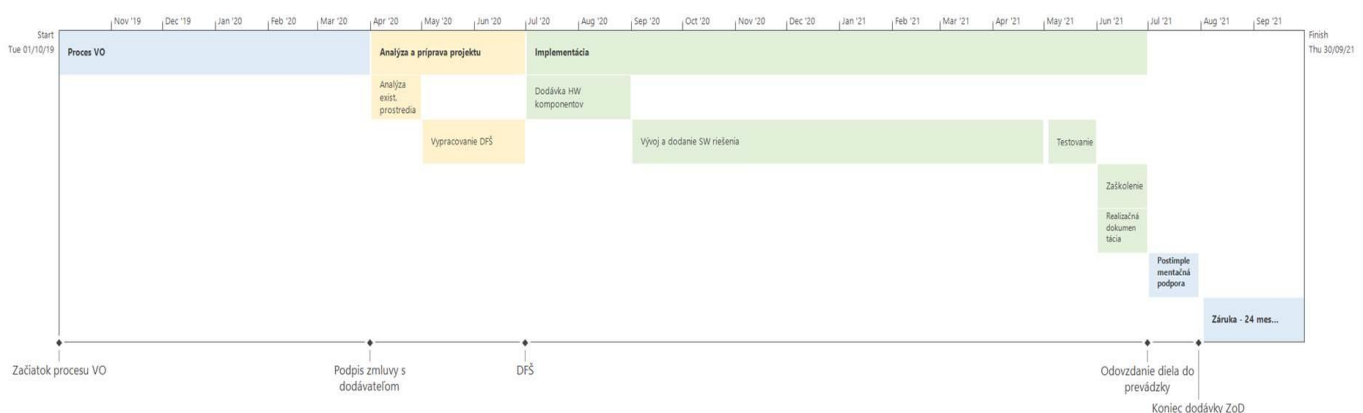 Nov '19 Dec '19 Jan '20 Feb '20 Mar '20 Apr '20 May '20 Jun '20 Jul '20 Aug '20 Sep '20 Oct '20 Nov '20 Dec '20 Jan '21 Feb '21 Mar '21 Apr '21 May '21 Jun '21 Jul '21 Aug '21 Sep '21
Start
Tue 01/10/19
Finish
Thu 30/09/21
Proces VO
Analýza a príprava projektu
Implementácia
Analýza
exist.
prostredia
Dodávka HW
komponentov
Vypracovanie DFŠ
Vývoj a dodanie SW riešenia
Testovanie
Zaškolenie
Realizačná
dokumen
tácia
Postimple
mentačná
podpora
Záruka - 24 mes...
Začiatok procesu VO
Podpis zmluvy s
dodávateľom
DFŠ
Odovzdanie diela do
prevádzky
Koniec dodávky ZoD